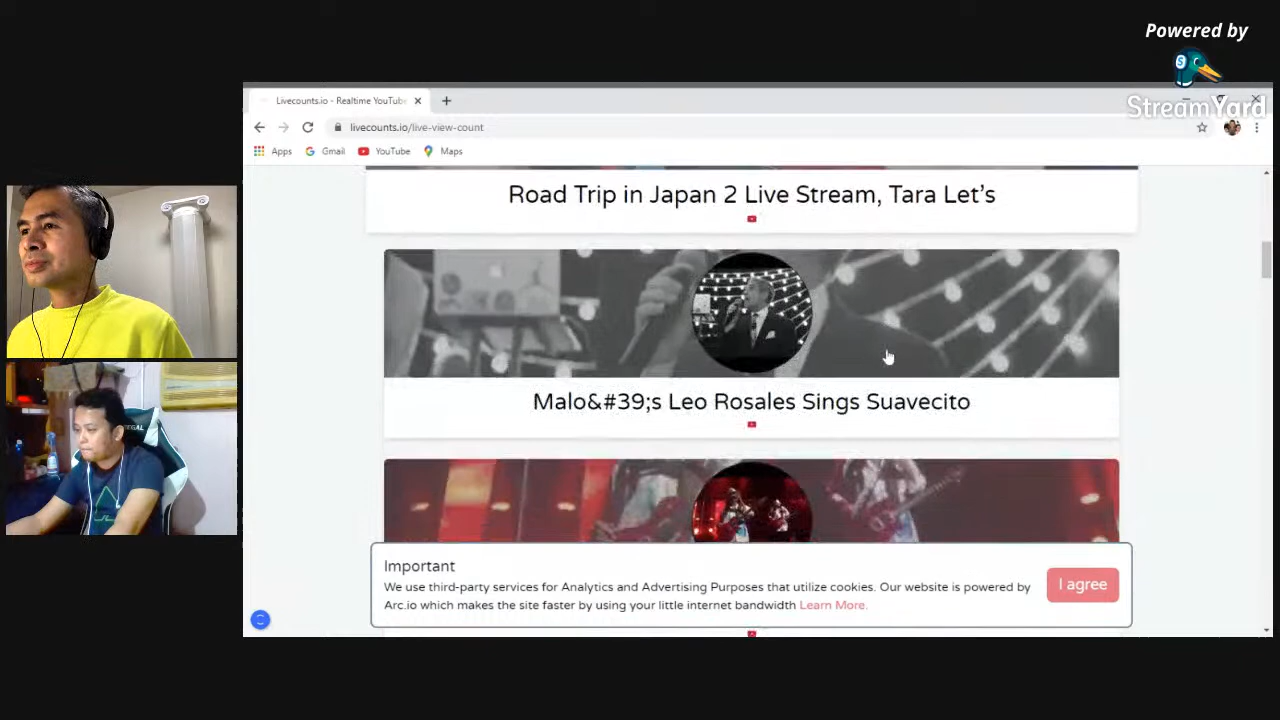 Powered by
StreamYard
Livecounts.io - Realtime YouTube
livecounts.io/live-view-count
Apps Gmail YouTube Maps
Road Trip in Japan 2 Live Stream, Tara Let's
Malo&#39;s Leo Rosales Sings Suavecito
Important
We use third-party services for Analytics and Advertising Purposes that utilize cookies. Our website is powered by
Arc.io which makes the site faster by using your little internet bandwidth Learn More.
I agree